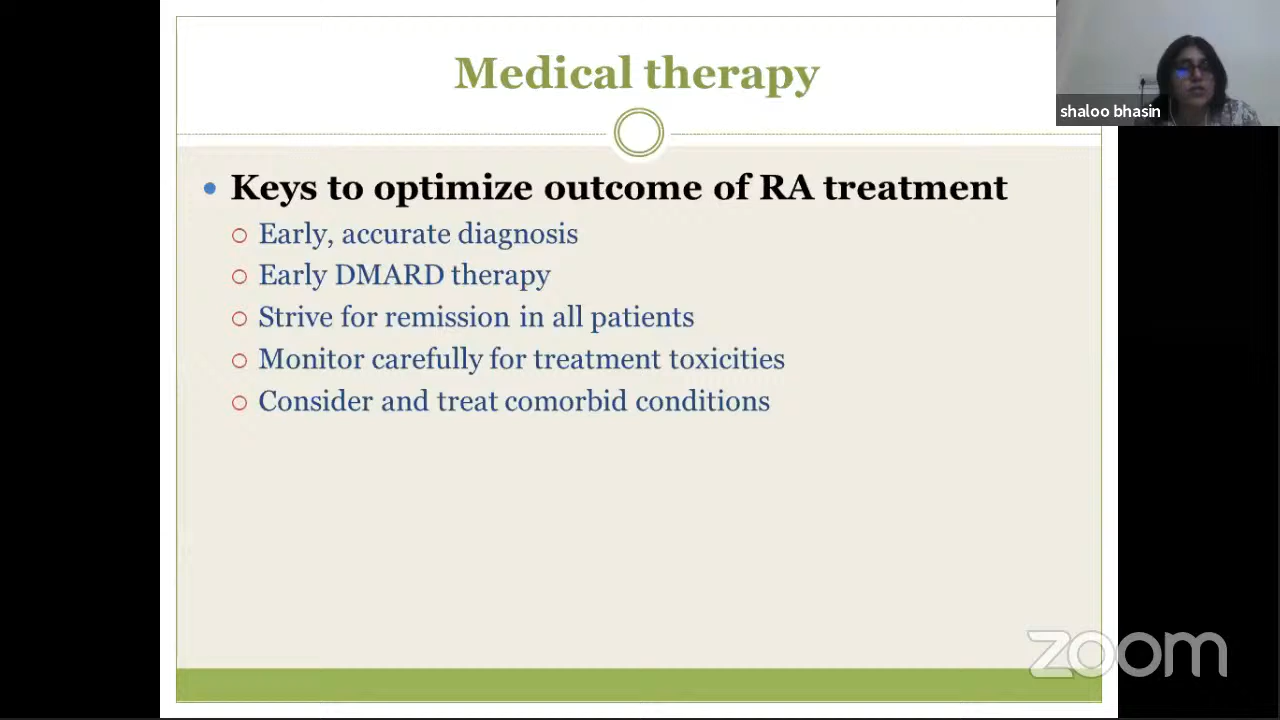 Medical therapy
shaloo bhasin
Keys to optimize outcome of RA treatment
Early, accurate diagnosis
Early DMARD therapy
Strive for remission in all patients
Monitor carefully for treatment toxicities
Consider and treat comorbid conditions
zoom